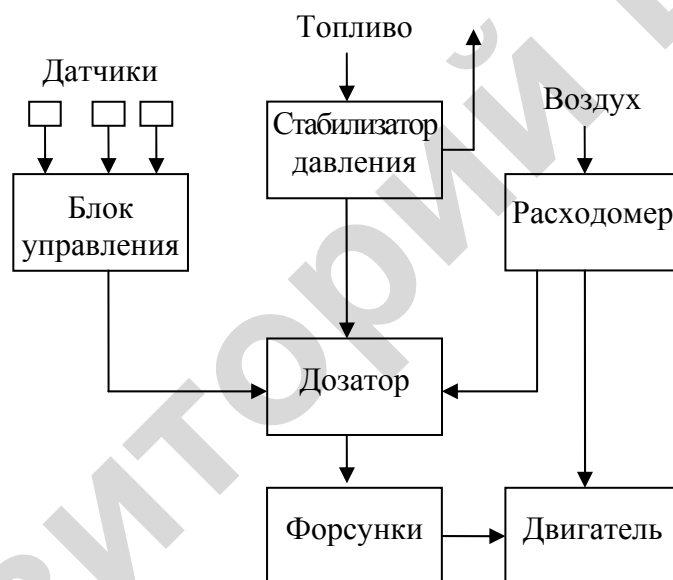 Топливо
Датчики
Воздух
Стабилизатор
давления
Блок
управления
Расходомер
Дозатор
Форсунки
Двигатель